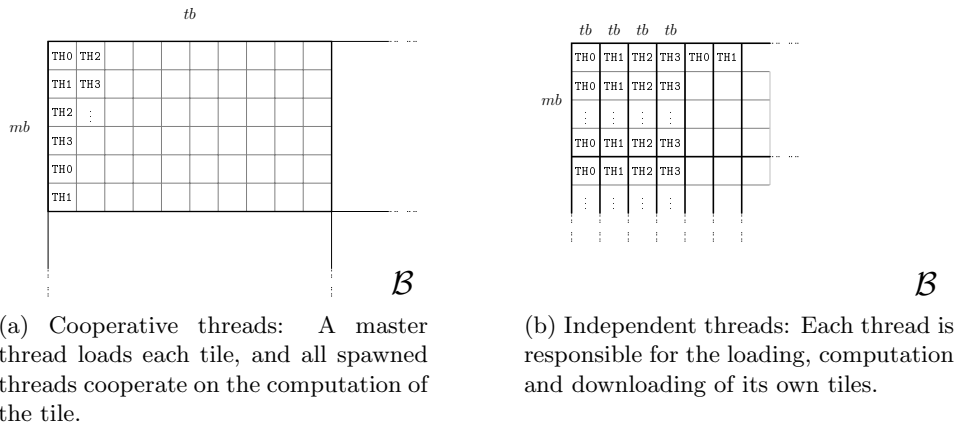 tb
mb
TH0 TH2
TH1 TH3
TH2 ⋮
TH3
TH0
TH1
ℬ
(a) Cooperative threads: A master
thread loads each tile, and all spawned
threads cooperate on the computation of
the tile.
tb tb tb tb
mb
TH0 TH1 TH2 TH3 TH0 TH1
TH0 TH1 TH2 TH3
⋮ ⋮ ⋮ ⋮
TH0 TH1 TH2 TH3
TH0 TH1 TH2 TH3
⋮ ⋮ ⋮ ⋮
ℬ
(b) Independent threads: Each thread is
responsible for the loading, computation
and downloading of its own tiles.